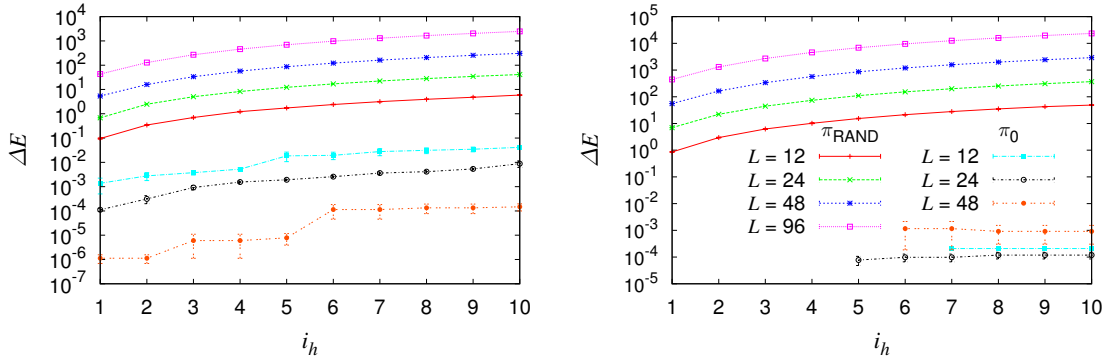 10^4
10^3
10^2
10^1
10^0
10^-1
10^-2
10^-3
10^-4
10^-5
10^-6
10^-7
ΔE
1 2 3 4 5 6 7 8 9 10
i_h
10^5
10^4
10^3
10^2
10^1
10^0
10^-1
10^-2
10^-3
10^-4
10^-5
ΔE
π_RAND π_0
L = 12 L = 12
L = 24 L = 24
L = 48 L = 48
L = 96
1 2 3 4 5 6 7 8 9 10
i_h